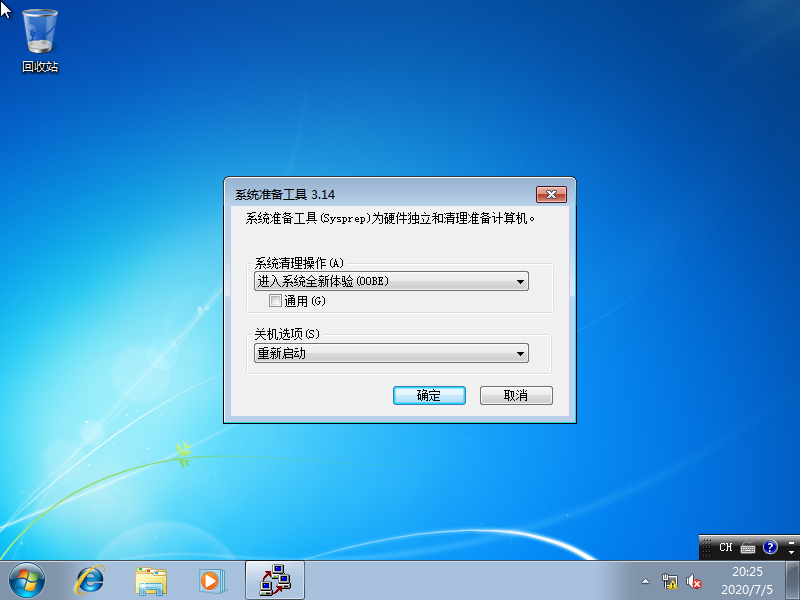 回收站
系统准备工具 3.14
系统准备工具(Sysprep)为硬件独立和清理准备计算机。
系统清理操作(A)
进入系统全新体验(OOBE)
通用(G)
关机选项(S)
重新启动
确定
取消
CH
20:25
2020/7/5